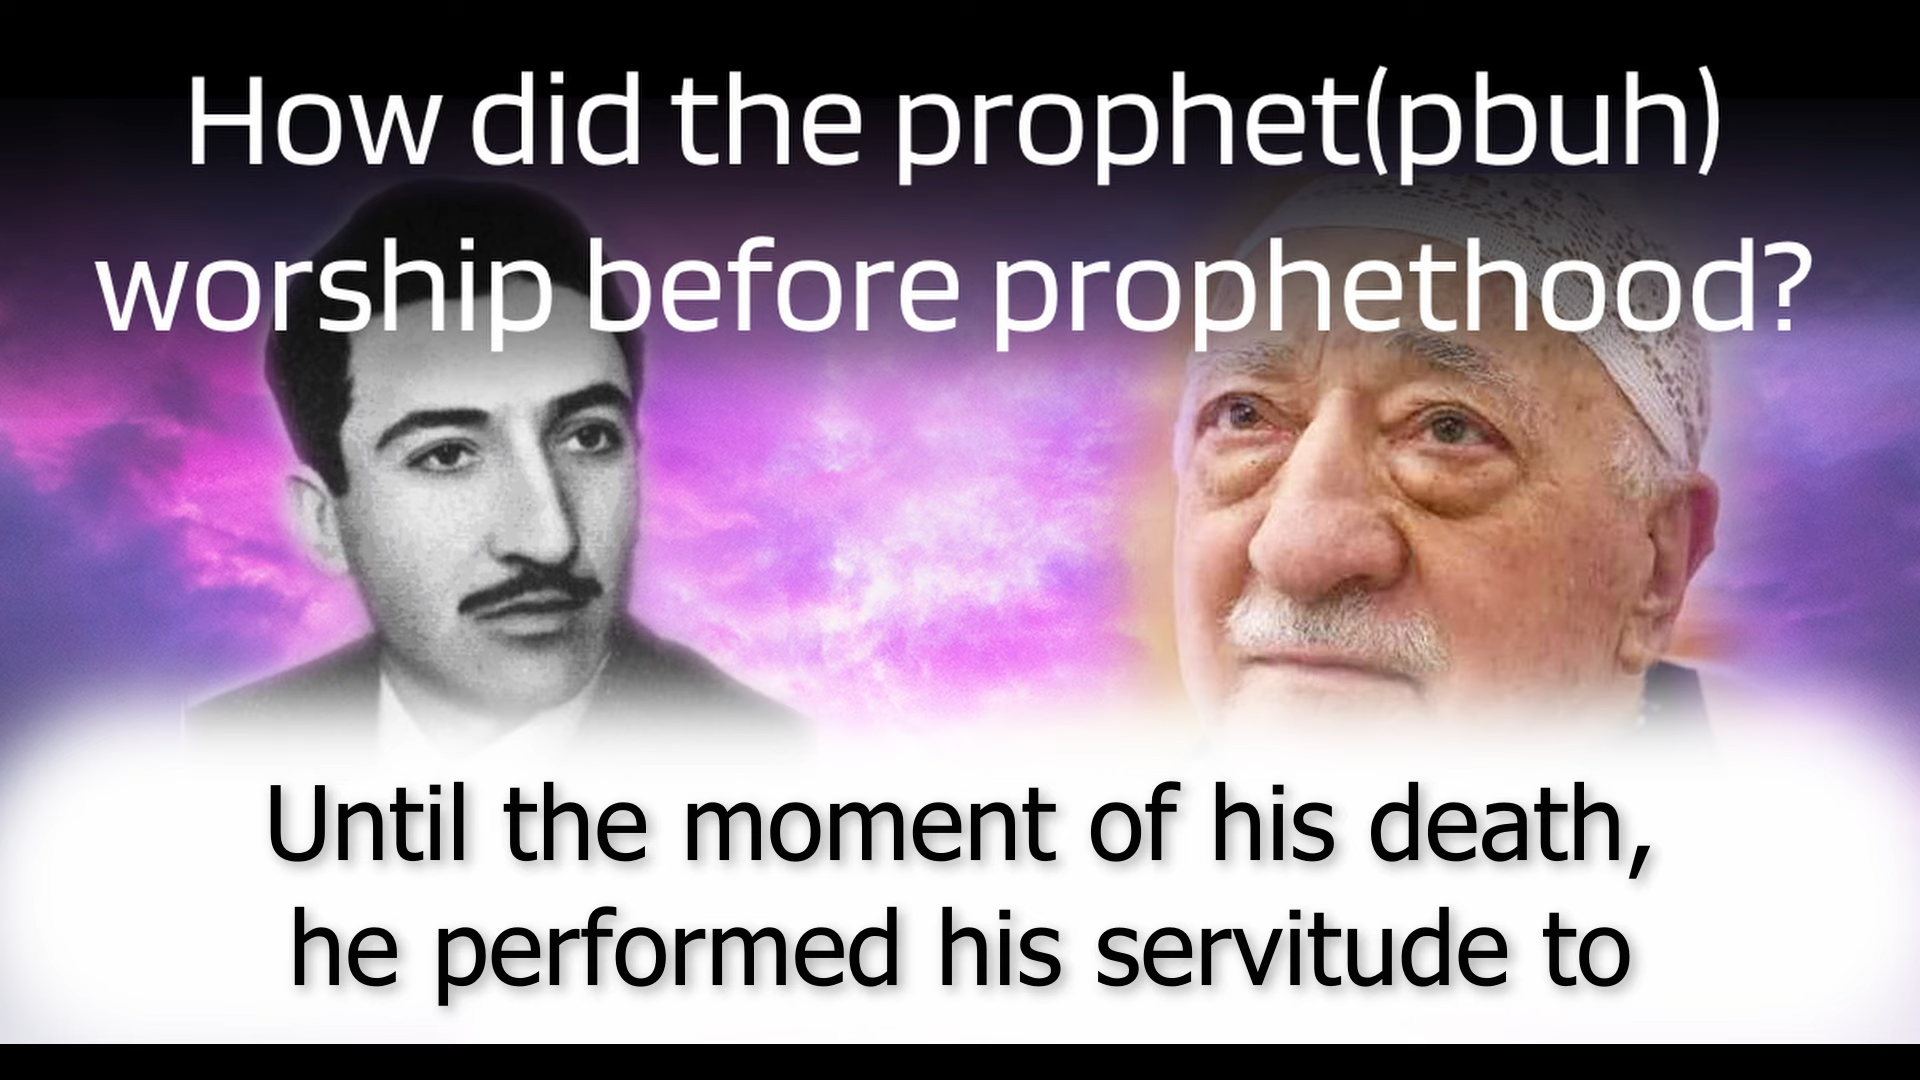 How did the prophet(pbuh)
worship before prophethood?
Until the moment of his death,
he performed his servitude to